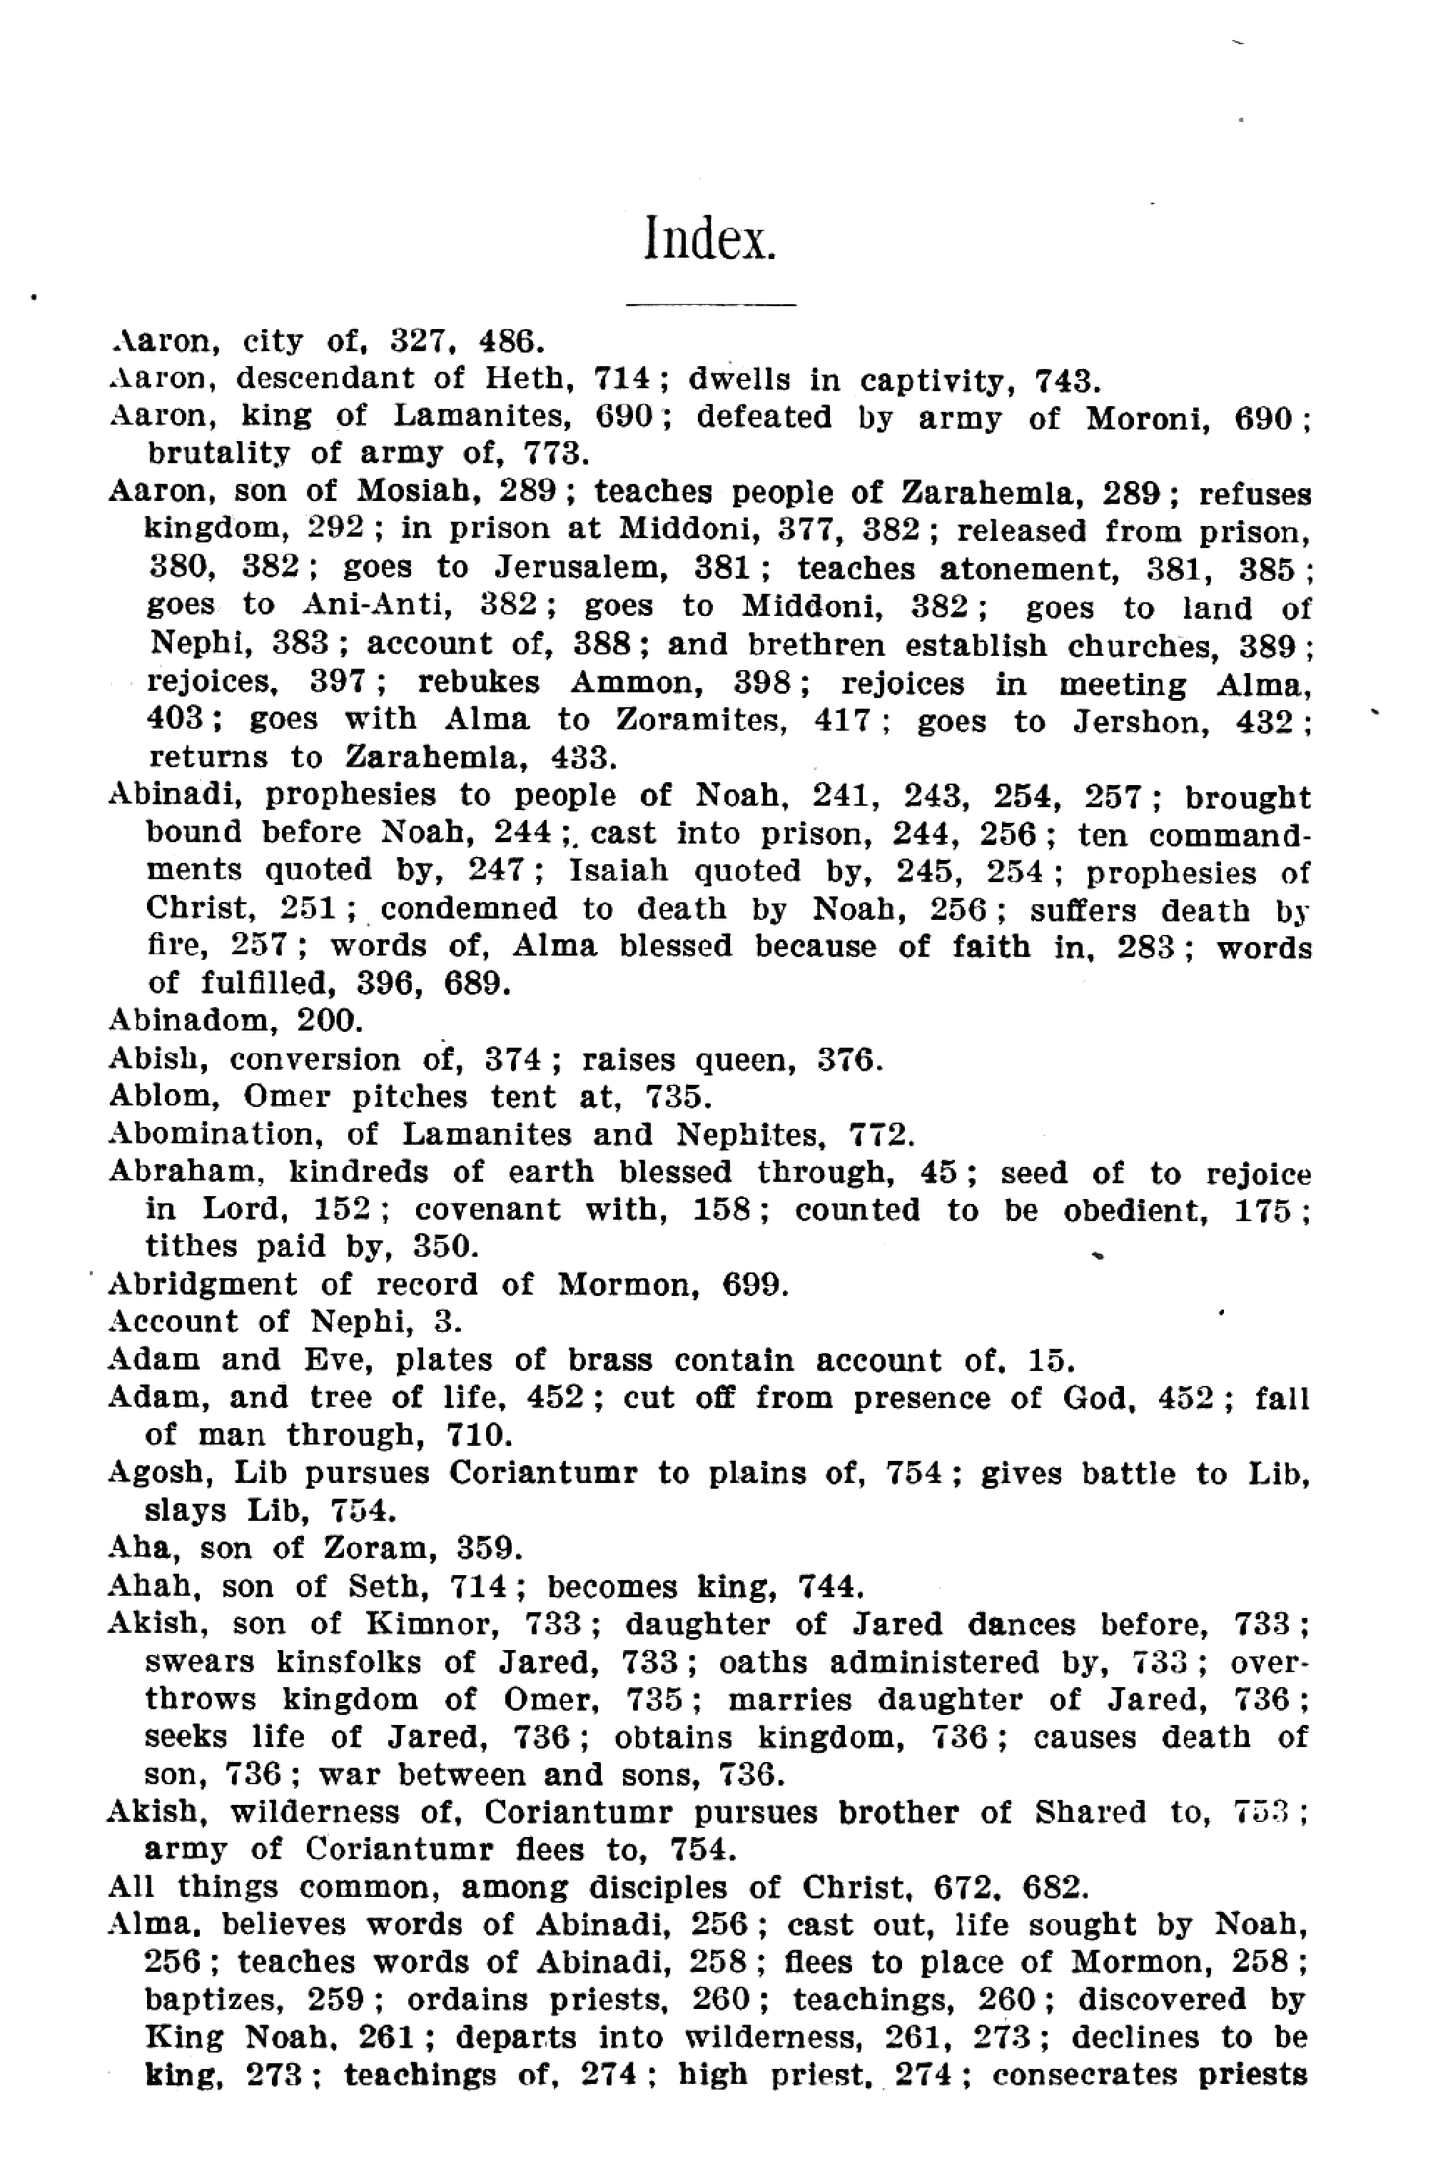 Index.
Aaron, city of, 327, 486.
Aaron, descendant of Heth, 714; dwells in captivity, 743.
Aaron, king of Lamanites, 690; defeated by army of Moroni, 690;
brutality of army of, 773.
Aaron, son of Mosiah, 289; teaches people of Zarahemla, 289; refuses
kingdom, 292; in prison at Middoni, 377, 382; released from prison,
380, 382; goes to Jerusalem, 381; teaches atonement, 381, 385;
goes to Ani-Anti, 382; goes to Middoni, 382; goes to land of
Nephi, 383; account of, 388; and brethren establish churches, 389;
rejoices, 397; rebukes Ammon, 398; rejoices in meeting Alma,
403; goes with Alma to Zoramites, 417; goes to Jershon, 432;
returns to Zarahemla, 433.
Abinadi, prophesies to people of Noah, 241, 243, 254, 257; brought
bound before Noah, 244; cast into prison, 244, 256; ten command-
ments quoted by, 247; Isaiah quoted by, 245, 254; prophesies of
Christ, 251; condemned to death by Noah, 256; suffers death by
fire, 257; words of, Alma blessed because of faith in, 283; words
of fulfilled, 396, 689.
Abinadom, 200.
Abish, conversion of, 374; raises queen, 376.
Ablom, Omer pitches tent at, 735.
Abomination, of Lamanites and Nephites, 772.
Abraham, kindreds of earth blessed through, 45; seed of to rejoice
in Lord, 152; covenant with, 158; counted to be obedient, 175;
tithes paid by, 350.
Abridgment of record of Mormon, 699.
Account of Nephi, 3.
Adam and Eve, plates of brass contain account of, 15.
Adam, and tree of life, 452; cut off from presence of God, 452; fall
of man through, 710.
Agosh, Lib pursues Coriantumr to plains of, 754; gives battle to Lib,
slays Lib, 754.
Aha, son of Zoram, 359.
Ahah, son of Seth, 714; becomes king, 744.
Akish, son of Kimnor, 733; daughter of Jared dances before, 733;
swears kinsfolks of Jared, 733; oaths administered by, 733; over-
throws kingdom of Omer, 735; marries daughter of Jared, 736;
seeks life of Jared, 736; obtains kingdom, 736; causes death of
son, 736; war between and sons, 736.
Akish, wilderness of, Coriantumr pursues brother of Shared to, 753;
army of Coriantumr flees to, 754.
All things common, among disciples of Christ, 672, 682.
Alma, believes words of Abinadi, 256; cast out, life sought by Noah,
256; teaches words of Abinadi, 258; flees to place of Mormon, 258;
baptizes, 259; ordains priests, 260; teachings, 260; discovered by
King Noah, 261; departs into wilderness, 261, 273; declines to be
king, 273; teachings of, 274; high priest, 274; consecrates priests